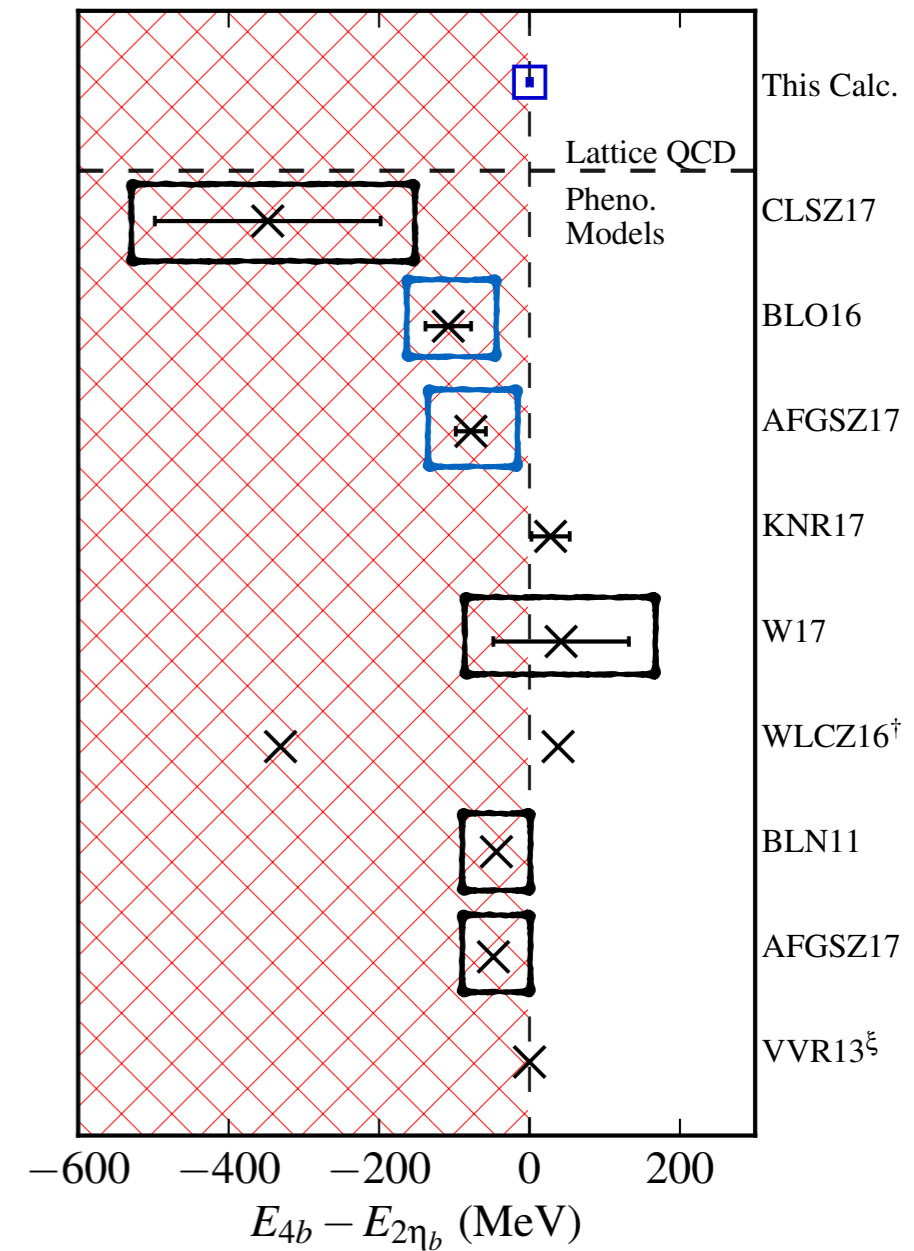 This Calc.
Lattice QCD
Pheno.
Models
CLSZ17
BLO16
AFGSZ17
KNR17
W17
WLCZ16†
BLN11
AFGSZ17
VVR13ξ
−600 −400 −200 0 200
E4b − E2ηb (MeV)